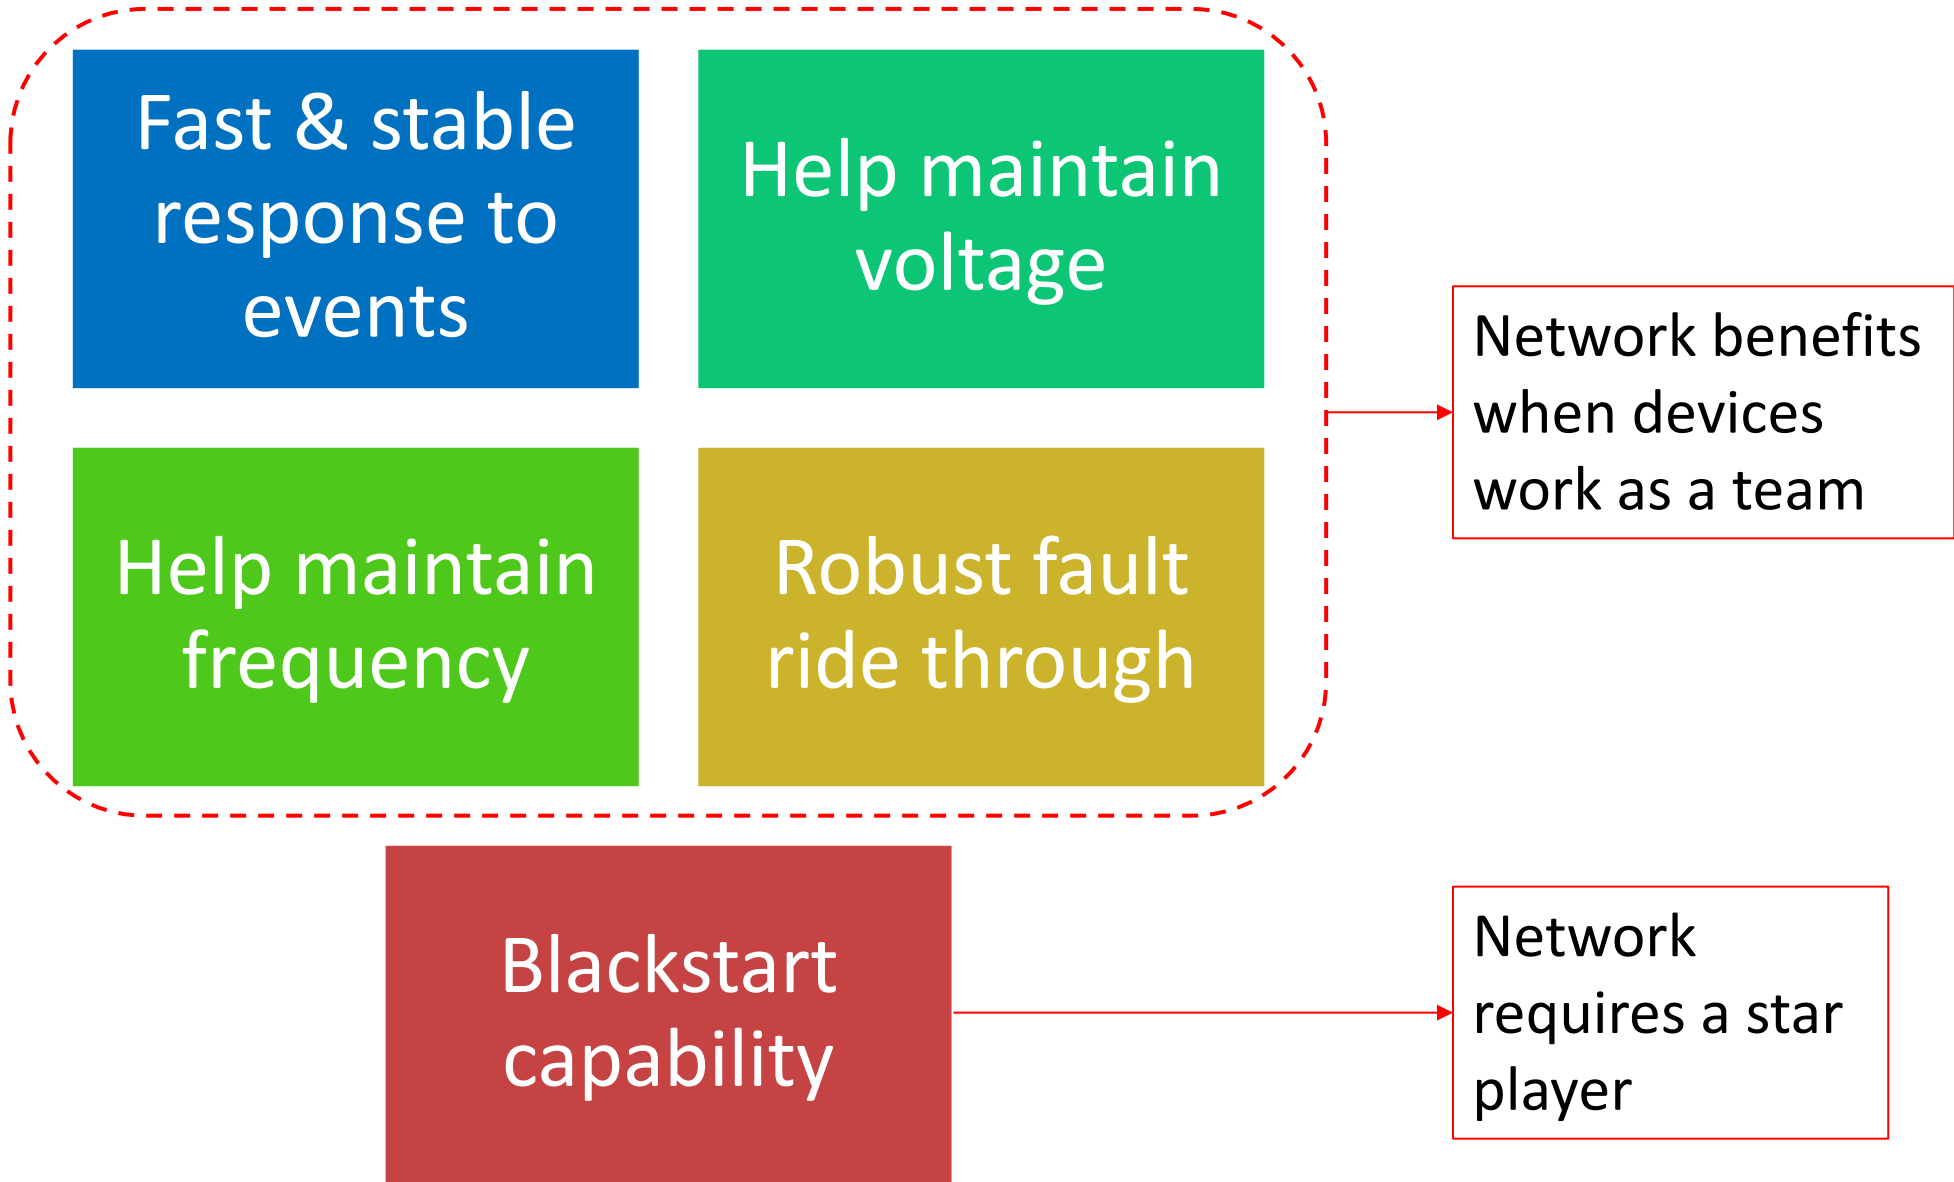 Fast & stable
response to
events
Help maintain
voltage
Help maintain
frequency
Robust fault
ride through
Network benefits
when devices
work as a team
Blackstart
capability
Network
requires a star
player